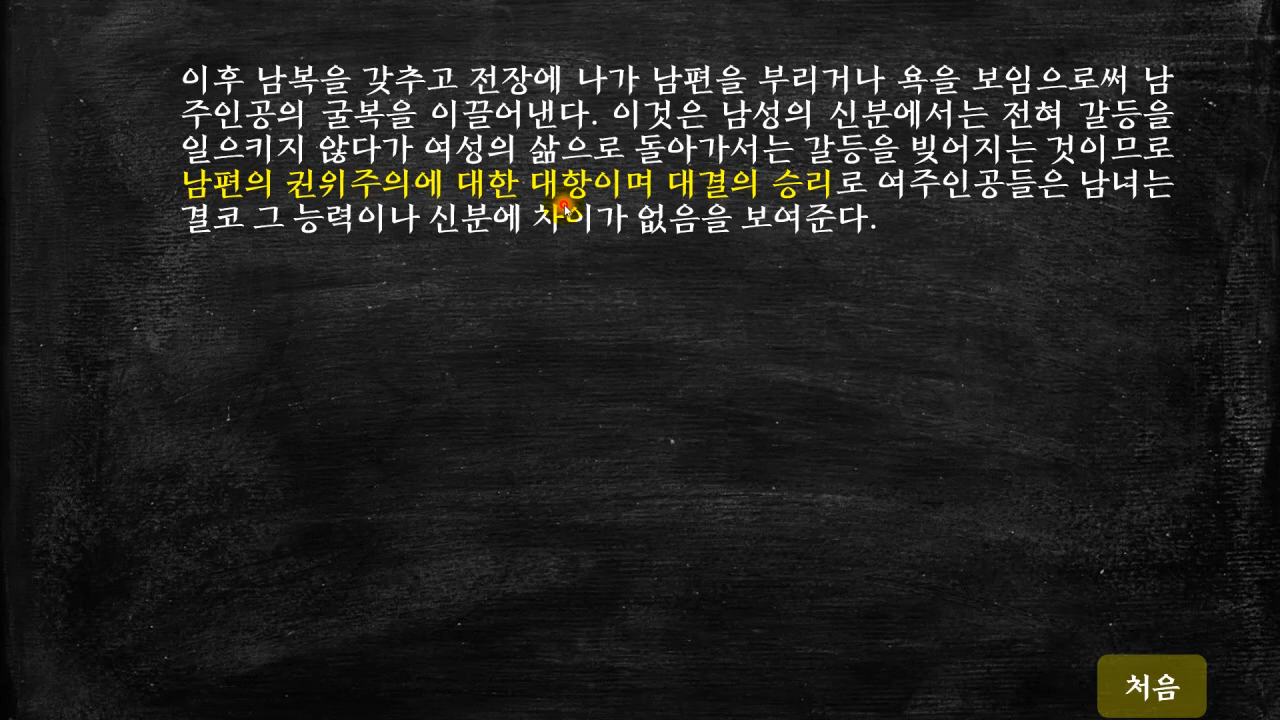 이후 남복을 갖추고 전장에 나가 남편을 부리거나 욕을 보임으로써 남
주인공의 굴복을 이끌어낸다. 이것은 남성의 신분에서는 전혀 갈등을
일으키지 않다가 여성의 삶으로 돌아가서는 갈등을 빚어지는 것이므로
남편의 권위주의에 대한 대항이며 대결의 승리로 여주인공들은 남녀는
결코 그 능력이나 신분에 차이가 없음을 보여준다.
처음